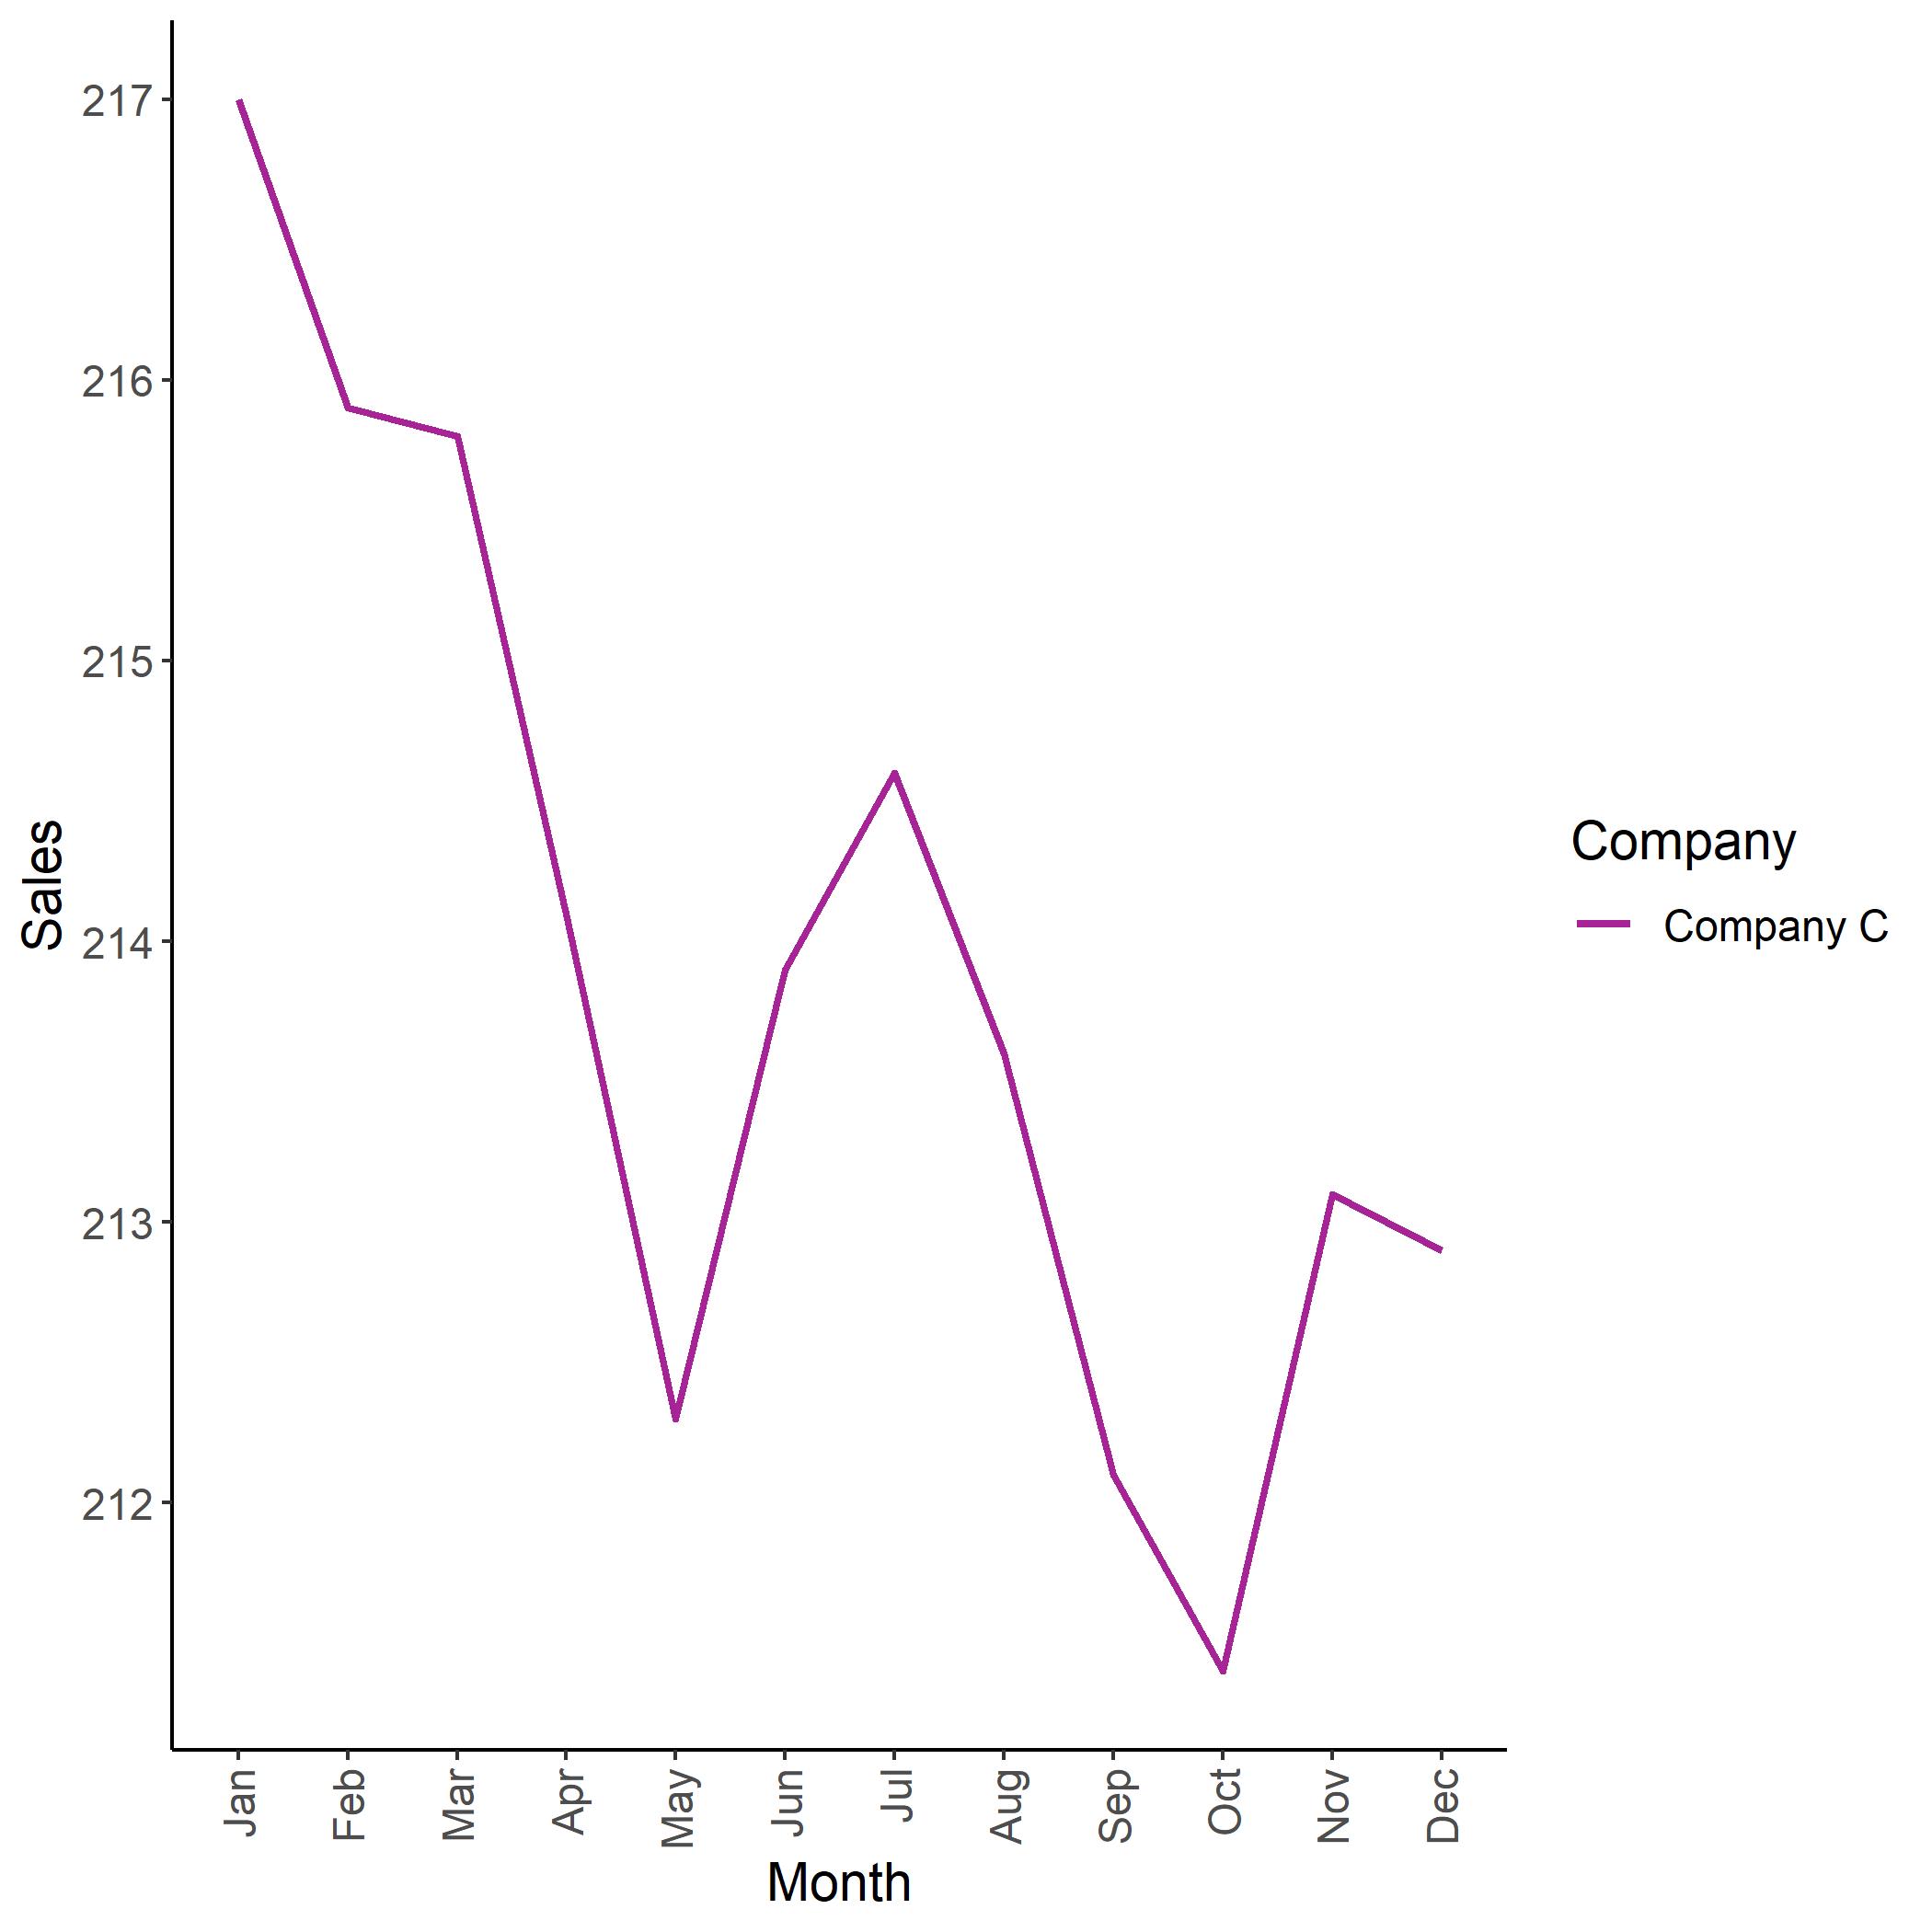 217
216
215
214
213
212
Sales
Jan
Feb
Mar
Apr
May
Jun
Jul
Aug
Sep
Oct
Nov
Dec
Month
Company
Company C